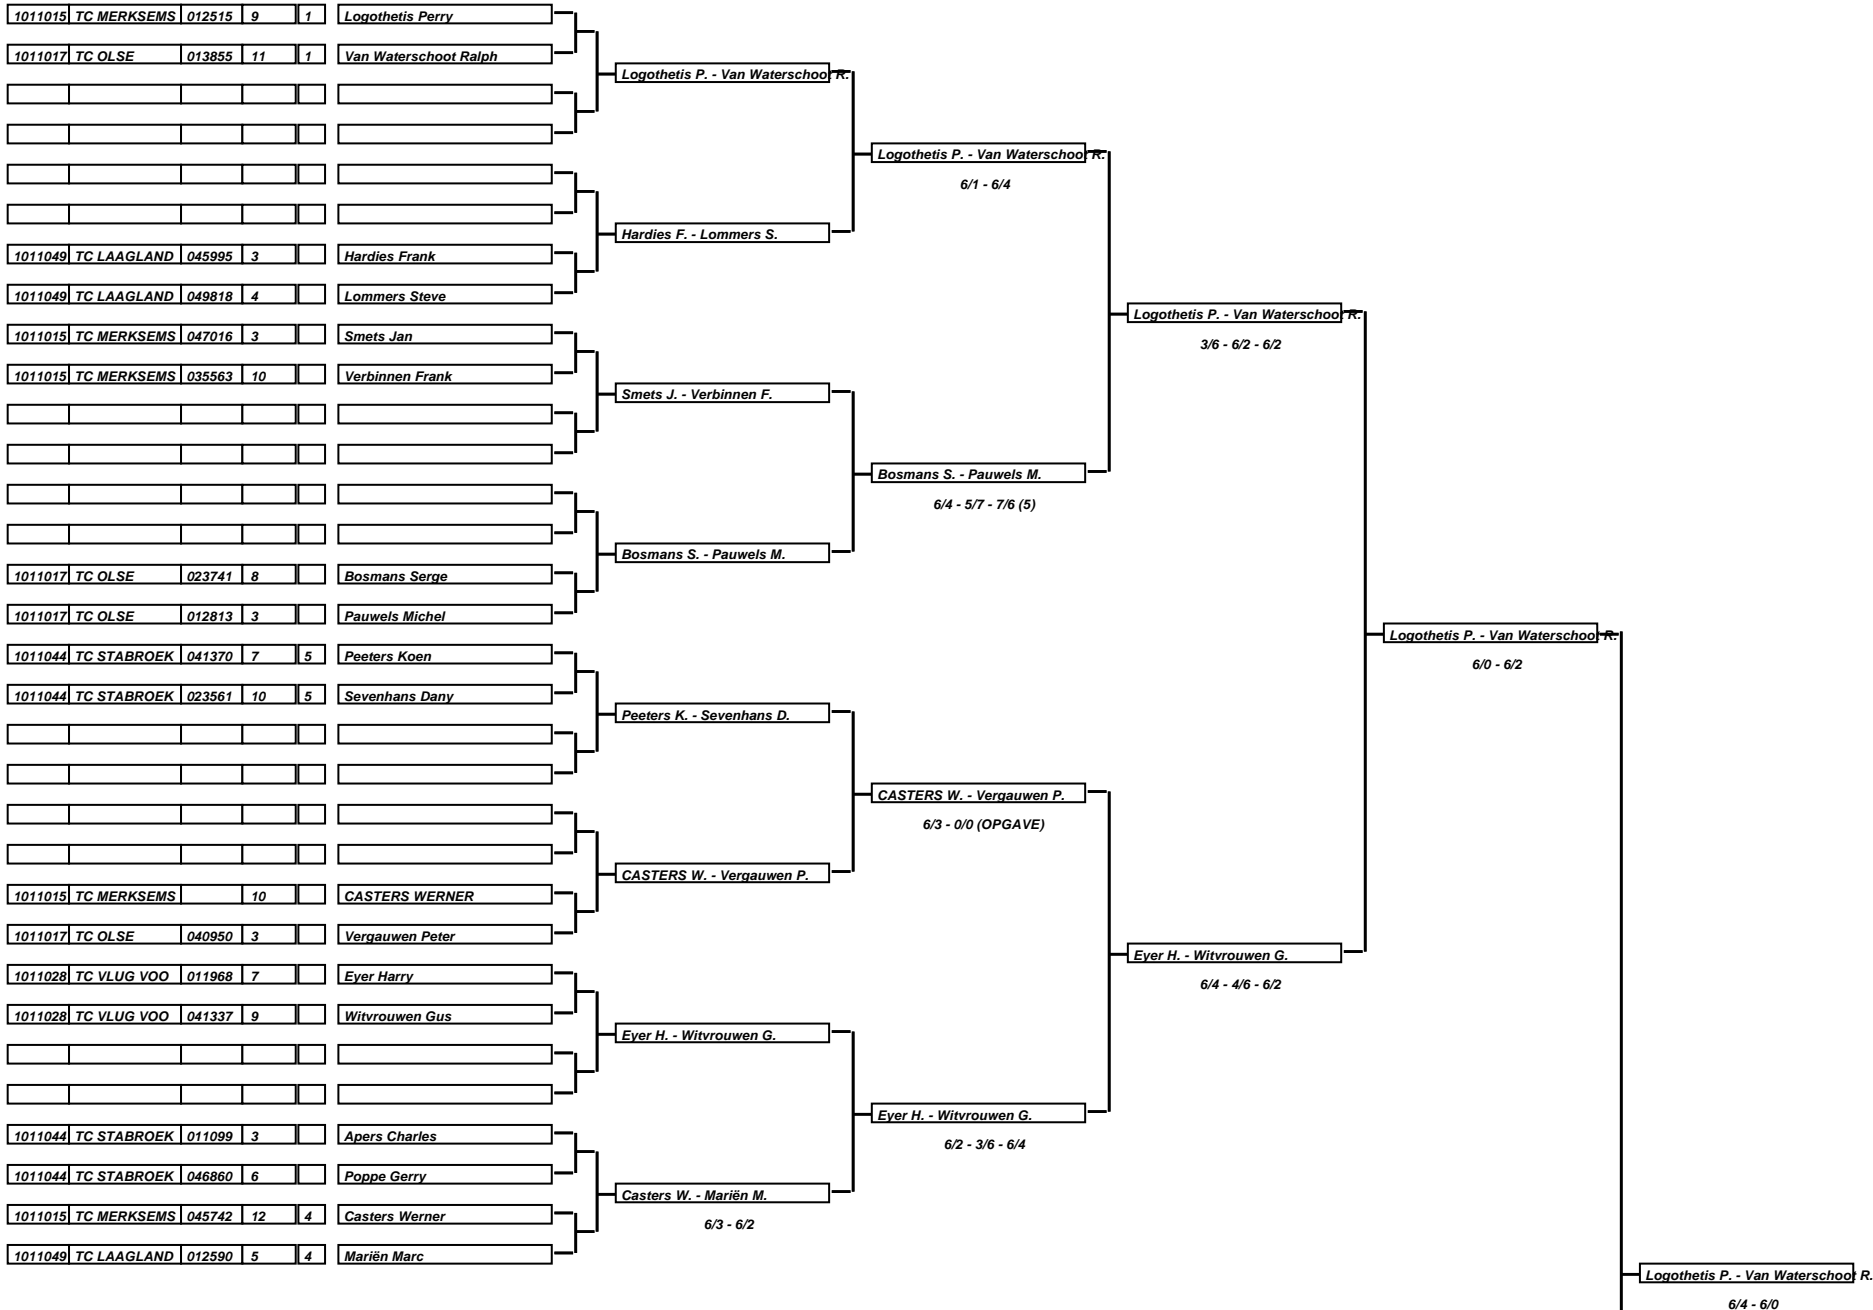 1011015 TC MERKSEMS 012515 9 1 Logothetis Perry
1011017 TC OLSE 013855 11 1 Van Waterschoot Ralph
Logothetis P. - Van Waterschoot R.
Logothetis P. - Van Waterschoot R.
6/1 - 6/4
Hardies F. - Lommers S.
1011049 TC LAAGLAND 045995 3 Hardies Frank
1011049 TC LAAGLAND 049818 4 Lommers Steve
Logothetis P. - Van Waterschoot R.
1011015 TC MERKSEMS 047016 3 Smets Jan
3/6 - 6/2 - 6/2
1011015 TC MERKSEMS 035563 10 Verbinnen Frank
Smets J. - Verbinnen F.
Bosmans S. - Pauwels M.
6/4 - 5/7 - 7/6 (5)
Bosmans S. - Pauwels M.
1011017 TC OLSE 023741 8 Bosmans Serge
1011017 TC OLSE 012813 3 Pauwels Michel
Logothetis P. - Van Waterschoot R.
1011044 TC STABROEK 041370 7 5 Peeters Koen
6/0 - 6/2
1011044 TC STABROEK 023561 10 5 Sevenhans Dany
Peeters K. - Sevenhans D.
CASTERS W. - Vergauwen P.
6/3 - 0/0 (OPGAVE)
CASTERS W. - Vergauwen P.
1011015 TC MERKSEMS 10 CASTERS WERNER
1011017 TC OLSE 040950 3 Vergauwen Peter
Eyer H. - Witvrouwen G.
1011028 TC VLUG VOO 011968 7 Eyer Harry
6/4 - 4/6 - 6/2
1011028 TC VLUG VOO 041337 9 Witvrouwen Gus
Eyer H. - Witvrouwen G.
Eyer H. - Witvrouwen G.
1011044 TC STABROEK 011099 3 Apers Charles
6/2 - 3/6 - 6/4
1011044 TC STABROEK 046860 6 Poppe Gerry
Casters W. - Mariën M.
1011015 TC MERKSEMS 045742 12 4 Casters Werner
6/3 - 6/2
1011049 TC LAAGLAND 012590 5 4 Mariën Marc
Logothetis P. - Van Waterschoot R.
6/4 - 6/0